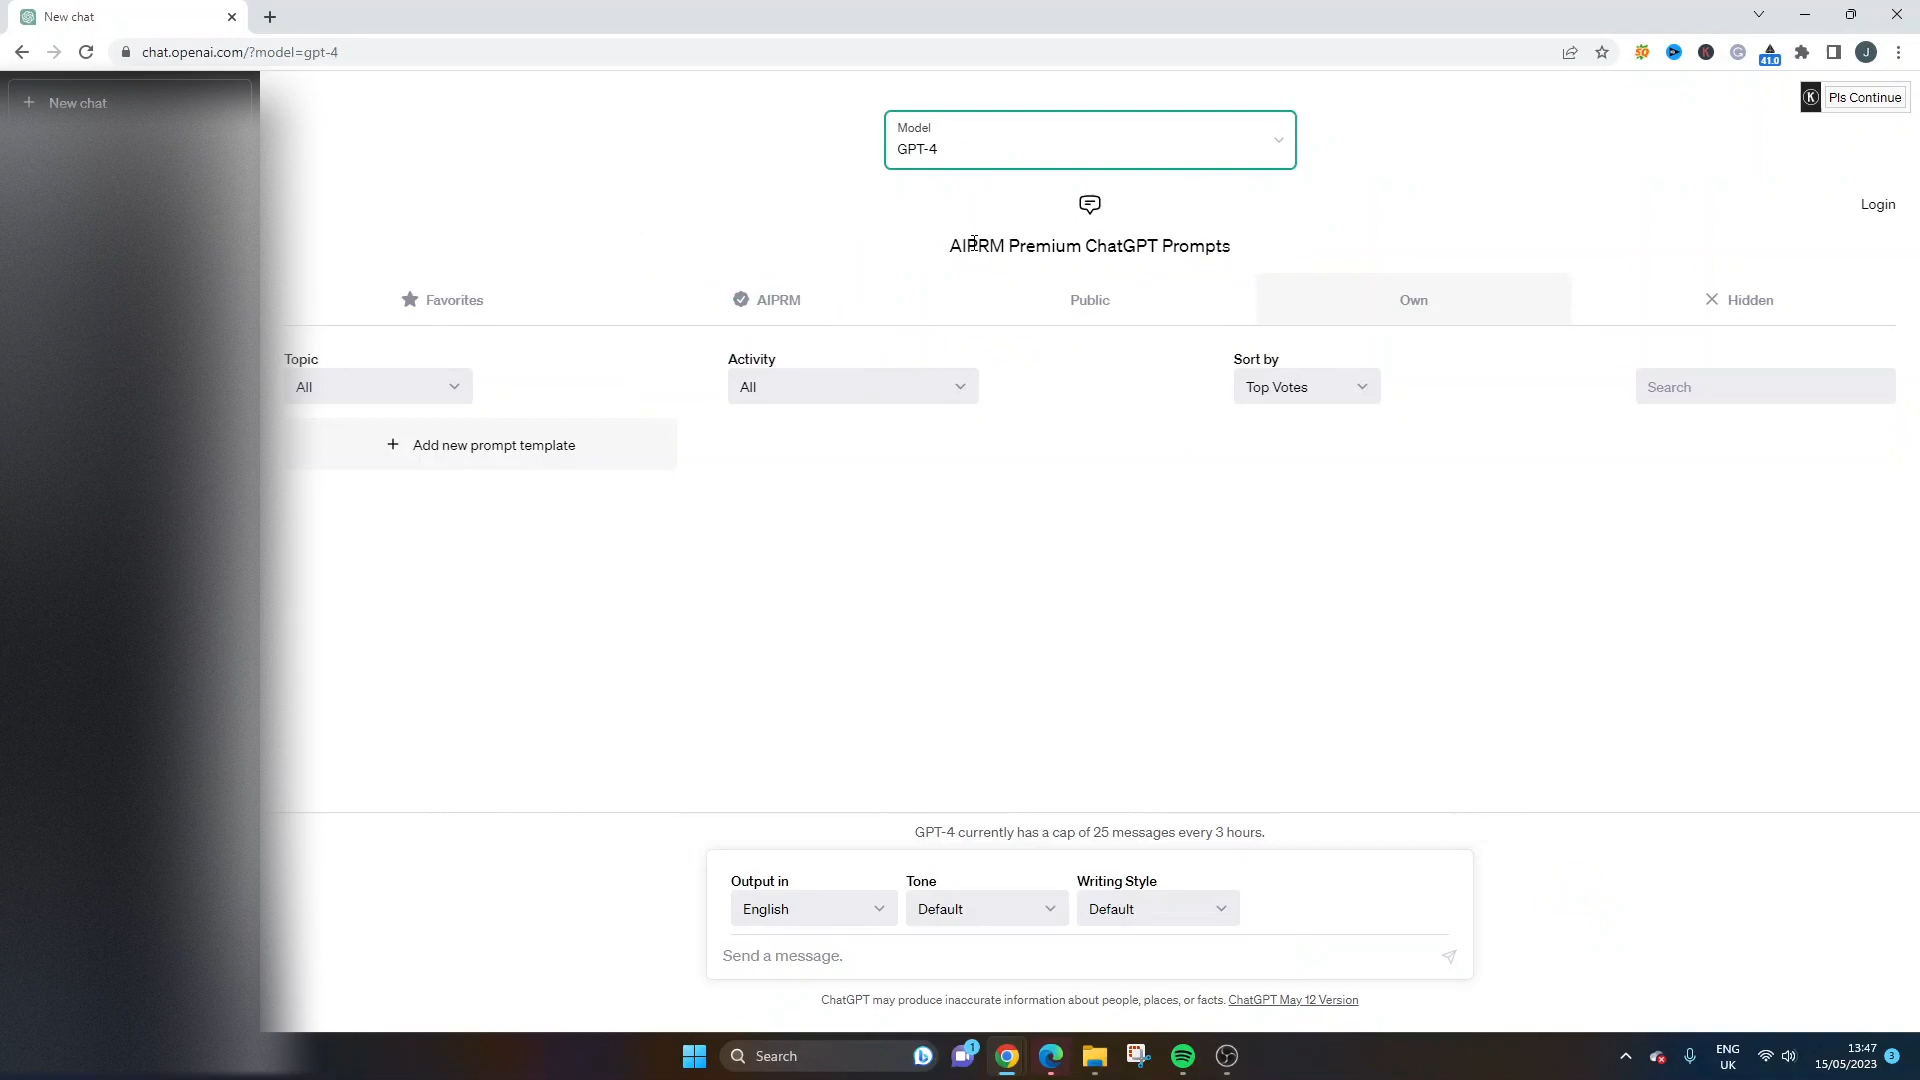 New chat
chat.openai.com/?model=gpt-4
41.0
New chat
K Pls Continue
Model
GPT-4
Login
AIPRM Premium ChatGPT Prompts
Favorites AIPRM Public Own Hidden
Topic Activity Sort by
All All Top Votes Search
+ Add new prompt template
GPT-4 currently has a cap of 25 messages every 3 hours.
Output in Tone Writing Style
English Default Default
Send a message.
ChatGPT may produce inaccurate information about people, places, or facts. ChatGPT May 12 Version
Search 1 ENG UK 13:47
15/05/2023 3